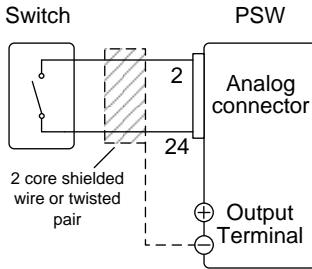 Switch
PSW
2
Analog
connector
24
2 core shielded
wire or twisted
pair
Output
Terminal